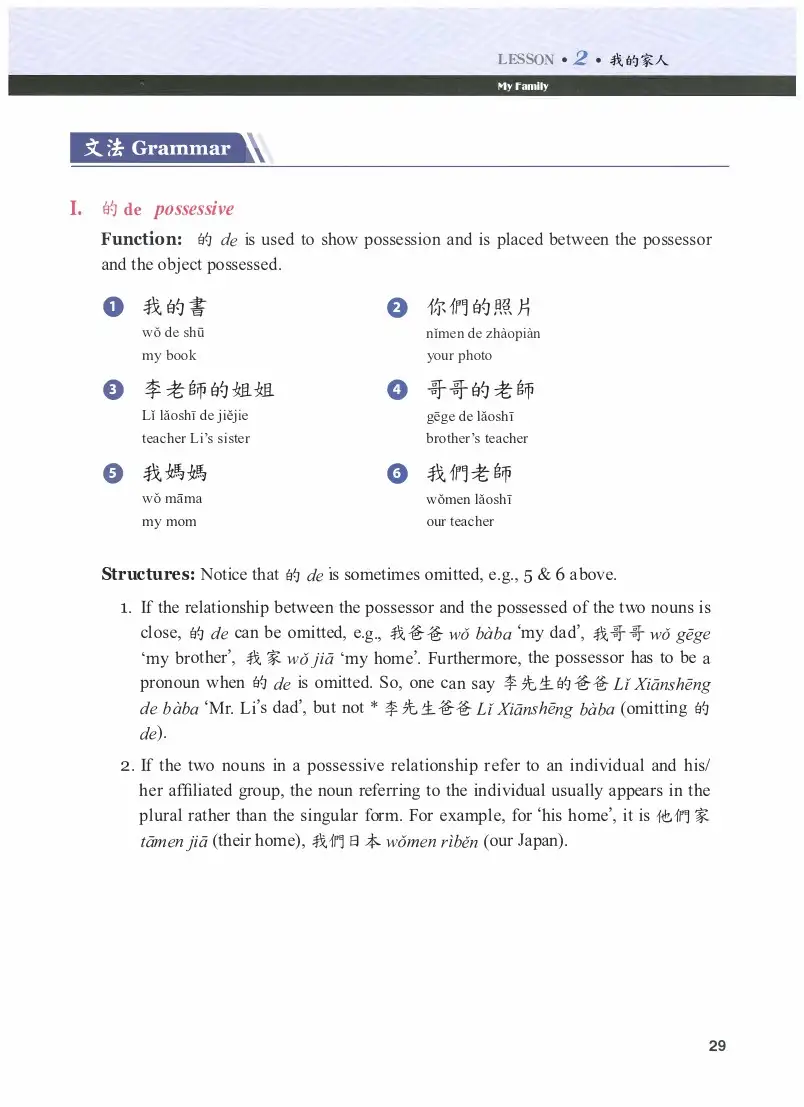 LESSON • 2 • 我的家人
My Family
文法 Grammar
I. 的 de possessive
Function: 的 de is used to show possession and is placed between the possessor
and the object possessed.
1 我的書
wǒ de shū
my book
2 你們的照片
nǐmen de zhàopiàn
your photo
3 李老師的姐姐
Lǐ lǎoshī de jiějie
teacher Li's sister
4 哥哥的老師
gēge de lǎoshī
brother's teacher
5 我媽媽
wǒ māma
my mom
6 我們老師
wǒmen lǎoshī
our teacher
Structures: Notice that 的 de is sometimes omitted, e.g., 5 & 6 above.
1. If the relationship between the possessor and the possessed of the two nouns is
close, 的 de can be omitted, e.g., 我爸爸 wǒ bàba 'my dad', 我哥哥 wǒ gēge
'my brother', 我家 wǒ jiā 'my home'. Furthermore, the possessor has to be a
pronoun when 的 de is omitted. So, one can say 李先生的爸爸 Lǐ Xiānshēng
de bàba 'Mr. Li's dad', but not * 李先生爸爸 Lǐ Xiānshēng bàba (omitting 的
de).
2. If the two nouns in a possessive relationship refer to an individual and his/
her affiliated group, the noun referring to the individual usually appears in the
plural rather than the singular form. For example, for 'his home', it is 他們家
tāmen jiā (their home), 我們日本 wǒmen rìběn (our Japan).
29